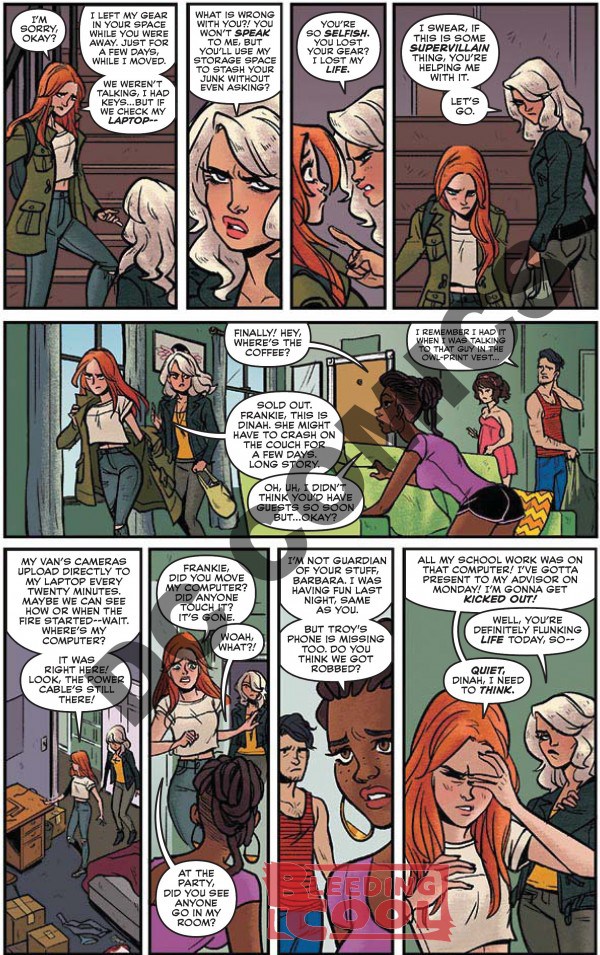 I'M
SORRY,
OKAY?
I LEFT MY GEAR
IN YOUR SPACE
WHILE YOU WERE
AWAY. JUST FOR
A FEW DAYS,
WHILE I MOVED.
WE WEREN'T
TALKING, I HAD
KEYS...BUT IF
WE CHECK MY
LAPTOP--
WHAT IS WRONG
WITH YOU?! YOU
WON'T SPEAK
TO ME, BUT
YOU'LL USE MY
STORAGE SPACE
TO STASH YOUR
JUNK WITHOUT
EVEN ASKING?
YOU'RE
SO SELFISH.
YOU LOST
YOUR GEAR?
I LOST MY
LIFE.
I SWEAR, IF
THIS IS SOME
SUPERVILLAIN
THING, YOU'RE
HELPING ME
WITH IT.
LET'S
GO.
FINALLY! HEY,
WHERE'S THE
COFFEE?
I REMEMBER I HAD IT
WHEN I WAS TALKING
TO THAT GUY IN THE
OWL-PRINT VEST...
SOLD OUT.
FRANKIE, THIS IS
DINAH. SHE MIGHT
HAVE TO CRASH ON
THE COUCH FOR
A FEW DAYS.
LONG STORY.
OH, UH, I DIDN'T
THINK YOU'D HAVE
GUESTS SO SOON
BUT...OKAY?
MY VAN'S CAMERAS
UPLOAD DIRECTLY TO
MY LAPTOP EVERY
TWENTY MINUTES.
MAYBE WE CAN SEE
HOW OR WHEN THE
FIRE STARTED--WAIT.
WHERE'S MY
COMPUTER?
IT WAS
RIGHT HERE!
LOOK, THE POWER
CABLE'S STILL
THERE!
FRANKIE,
DID YOU MOVE
MY COMPUTER?
DID ANYONE
TOUCH IT?
IT'S GONE.
WOAH,
WHAT?!
AT THE
PARTY,
DID YOU SEE
ANYONE
GO IN MY
ROOM?
I'M NOT GUARDIAN
OF YOUR STUFF,
BARBARA. I WAS
HAVING FUN LAST
NIGHT, SAME
AS YOU.
BUT TROY'S
PHONE IS MISSING
TOO. DO YOU
THINK WE GOT
ROBBED?
ALL MY SCHOOL WORK WAS ON
THAT COMPUTER! I'VE GOTTA
PRESENT TO MY ADVISOR ON
MONDAY! I'M GONNA GET
KICKED OUT!
WELL, YOU'RE
DEFINITELY FLUNKING
LIFE TODAY, SO--
QUIET,
DINAH, I NEED
TO THINK.
DC COMICS
BLEEDING
COOL